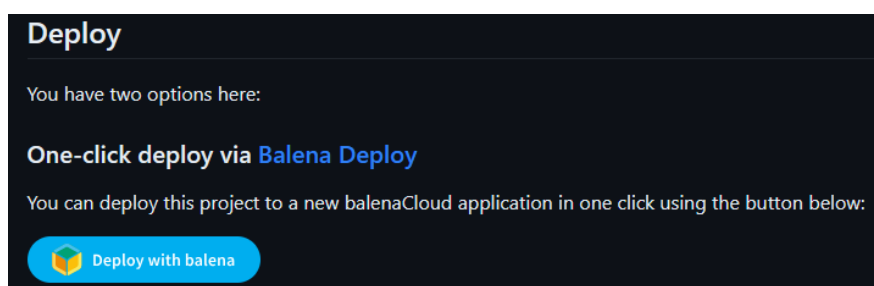 Deploy
You have two options here:
One-click deploy via Balena Deploy
You can deploy this project to a new balenaCloud application in one click using the button below:
Deploy with balena